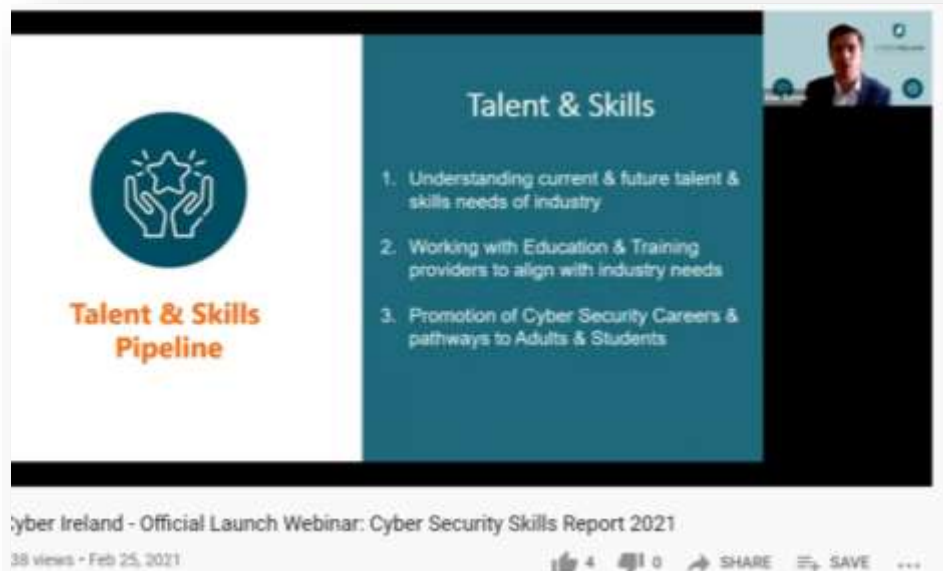 Talent & Skills
Pipeline
Talent & Skills
1. Understanding current & future talent &
skills needs of industry
2. Working with Education & Training
providers to align with industry needs
3. Promotion of Cyber Security Careers &
pathways to Adults & Students
yber Ireland - Official Launch Webinar: Cyber Security Skills Report 2021
38 views • Feb 25, 2021
4 0 SHARE SAVE ...